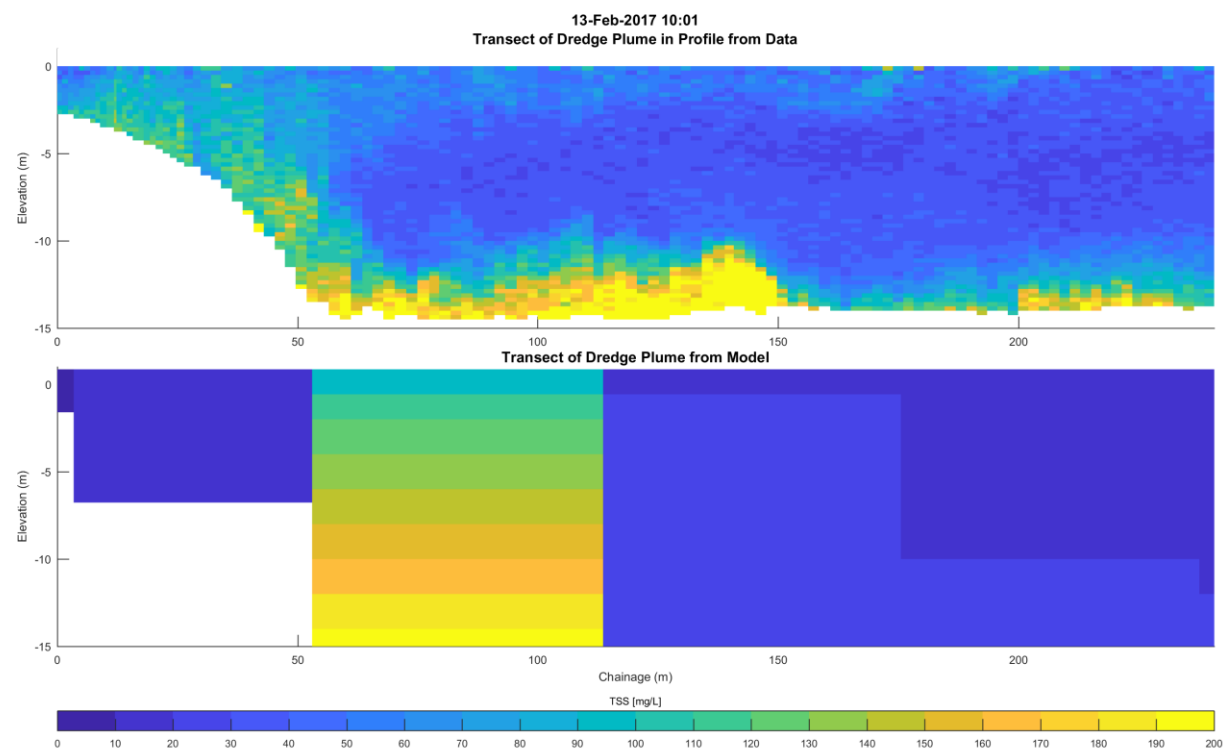 13-Feb-2017 10:01
Transect of Dredge Plume in Profile from Data
0
-5
-10
-15
Elevation (m)
0 50 100 150 200
Transect of Dredge Plume from Model
0
-5
-10
-15
Elevation (m)
0 50 100 150 200
Chainage (m)
TSS [mg/L]
0 10 20 30 40 50 60 70 80 90 100 110 120 130 140 150 160 170 180 190 200